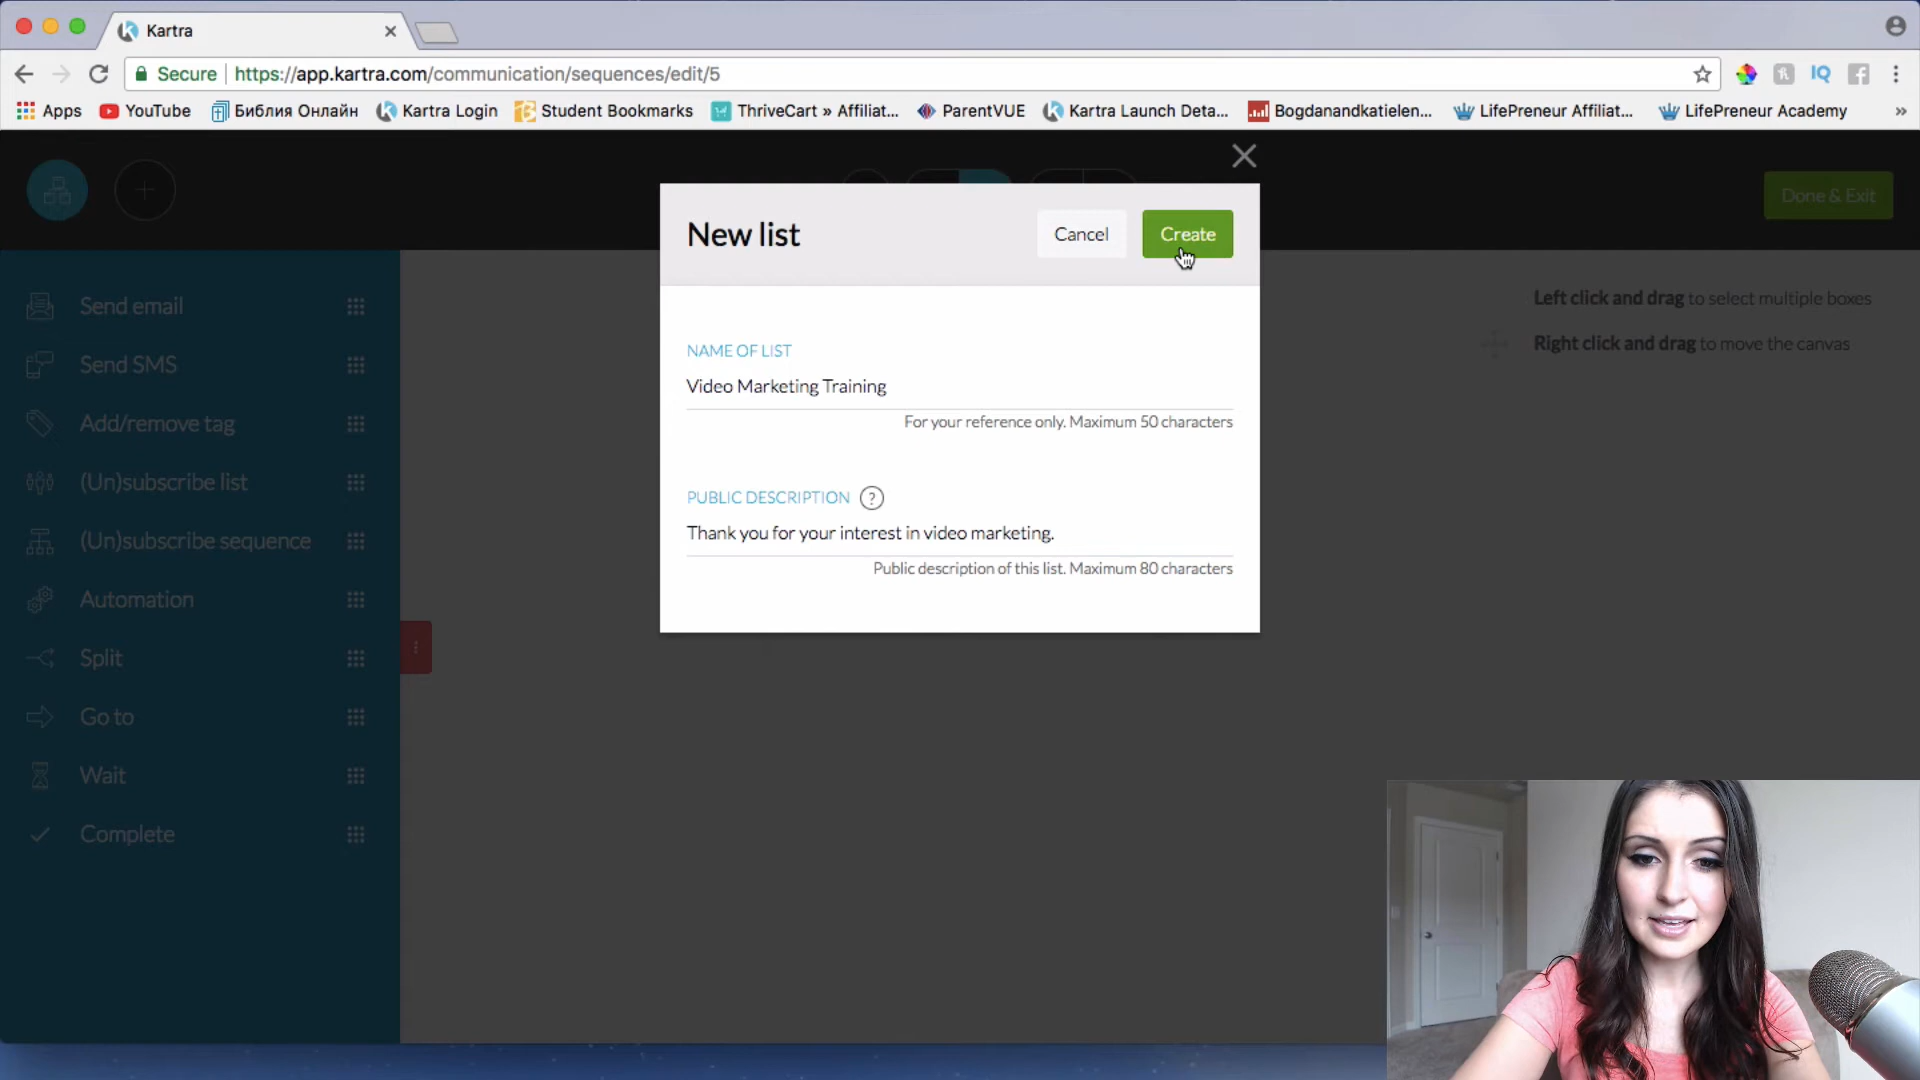 Kartra
Secure https://app.kartra.com/communication/sequences/edit/5
Apps YouTube Библия Онлайн Kartra Login Student Bookmarks ThriveCart » Affiliat... ParentVUE Kartra Launch Deta... Bogdanandkatielen... LifePreneur Affiliat... LifePreneur Academy »
Done & Exit
New list Cancel Create
Send email
Send SMS
Add/remove tag
(Un)subscribe list
(Un)subscribe sequence
Automation
Split
Go to
Wait
Complete
NAME OF LIST
Video Marketing Training
For your reference only. Maximum 50 characters
PUBLIC DESCRIPTION ?
Thank you for your interest in video marketing.
Public description of this list. Maximum 80 characters
Left click and drag to select multiple boxes
Right click and drag to move the canvas